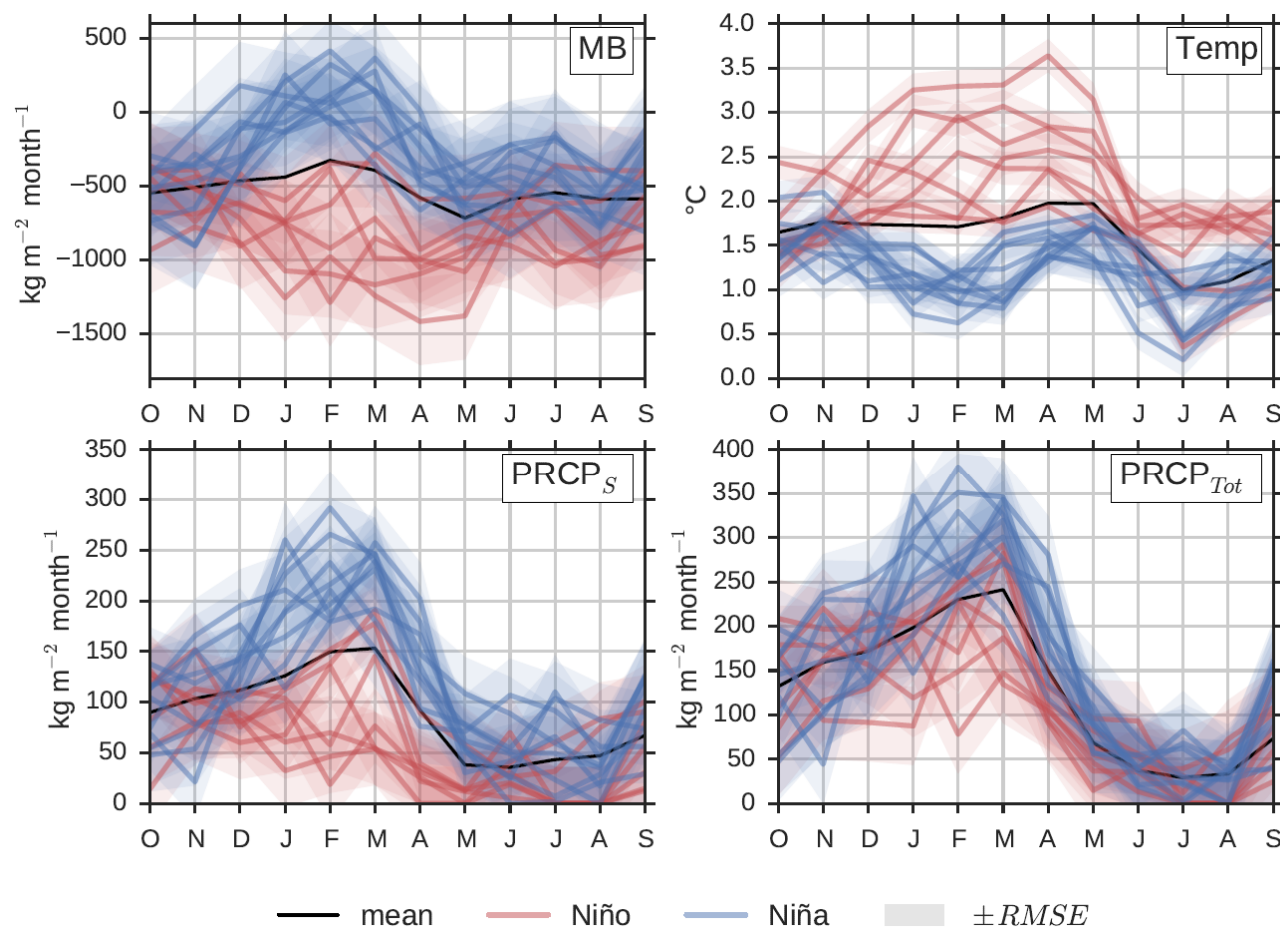 MB
kg m−2 month−1
500
0
−500
−1000
−1500
O N D J F M A M J J A S
Temp
°C
4.0
3.5
3.0
2.5
2.0
1.5
1.0
0.5
0.0
O N D J F M A M J J A S
PRCP_S
kg m−2 month−1
350
300
250
200
150
100
50
0
O N D J F M A M J J A S
PRCP_Tot
kg m−2 month−1
400
350
300
250
200
150
100
50
0
O N D J F M A M J J A S
mean Niño Niña ±RMSE